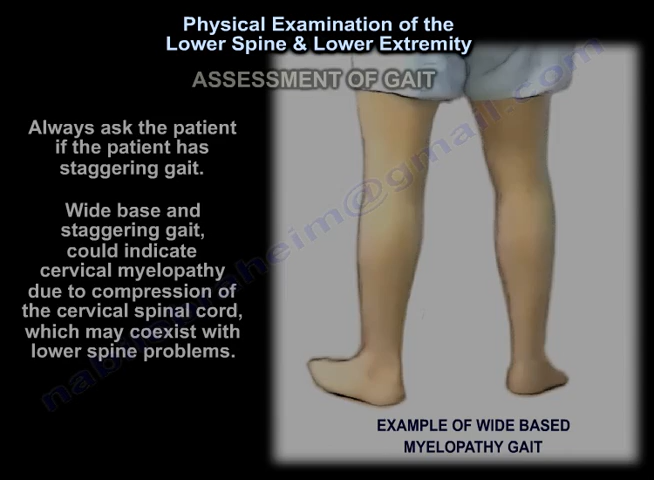 Physical Examination of the
Lower Spine & Lower Extremity
ASSESSMENT OF GAIT
Always ask the patient
if the patient has
staggering gait.
Wide base and
staggering gait,
could indicate
cervical myelopathy
due to compression of
the cervical spinal cord,
which may coexist with
lower spine problems.
EXAMPLE OF WIDE BASED
MYELOPATHY GAIT